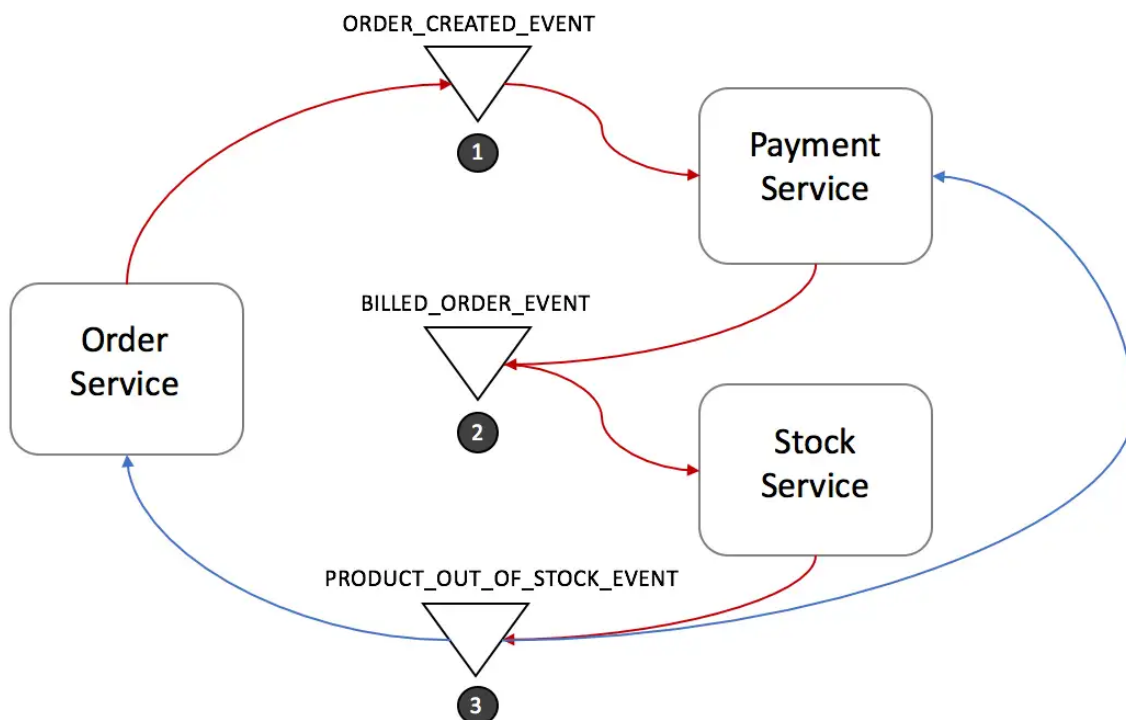 ORDER_CREATED_EVENT
1
Payment
Service
BILLED_ORDER_EVENT
Order
Service
2
Stock
Service
PRODUCT_OUT_OF_STOCK_EVENT
3